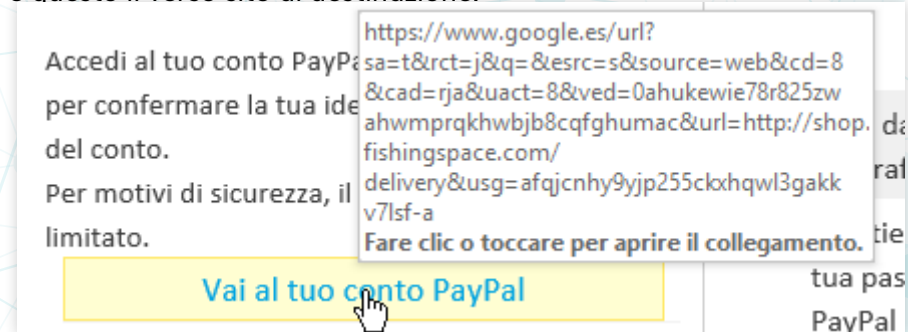 Accedi al tuo conto
per confermare la tua
del conto.
Per motivi di sicurezza, il
limitato.
Vai al tuo conto PayPal
https://www.google.es/url?
sa=t&rct=j&q=&esrc=s&source=web&cd=8
&cad=rja&uact=8&ved=0ahukewie78r825zw
ahwmprqkhwbjb8cqfghumac&url=http://shop.
fishingspace.com/
delivery&usg=afqjcnhy9yjp255ckxhqwl3gakk
v7lsf-a
Fare clic o toccare per aprire il collegamento.
tua
PayPal